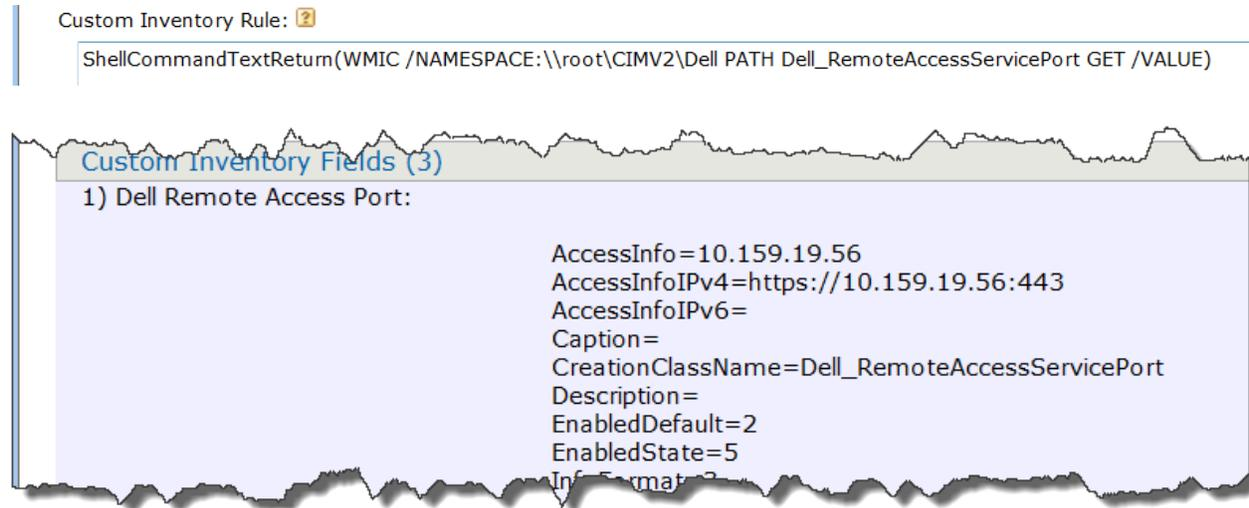 Custom Inventory Rule:
ShellCommandTextReturn(WMIC /NAMESPACE:\\root\CIMV2\Dell PATH Dell_RemoteAccessServicePort GET /VALUE)
Custom Inventory Fields (3)
1) Dell Remote Access Port:
AccessInfo=10.159.19.56
AccessInfoIPv4=https://10.159.19.56:443
AccessInfoIPv6=
Caption=
CreationClassName=Dell_RemoteAccessServicePort
Description=
EnabledDefault=2
EnabledState=5